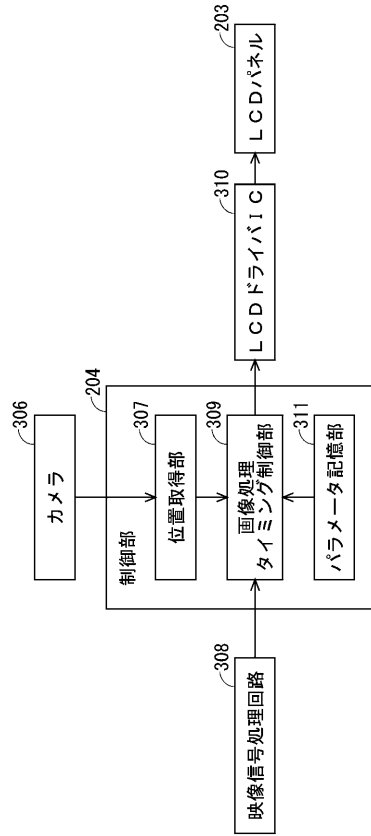 306
カメラ
204
制御部
307
位置取得部
308
映像信号処理回路
309
画像処理
タイミング制御部
310
LCDドライバIC
203
LCDパネル
311
パラメータ記憶部